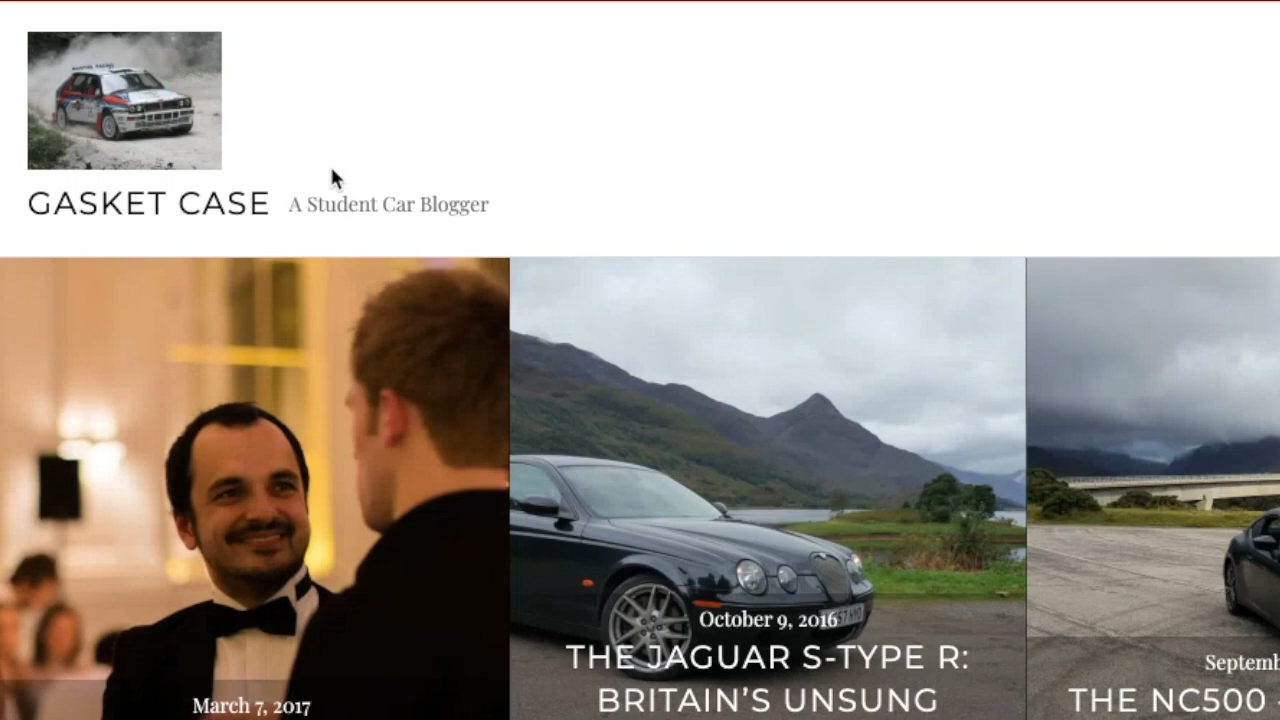 GASKET CASE A Student Car Blogger
March 7, 2017
October 9, 2016
THE JAGUAR S-TYPE R:
BRITAIN’S UNSUNG
THE NC500